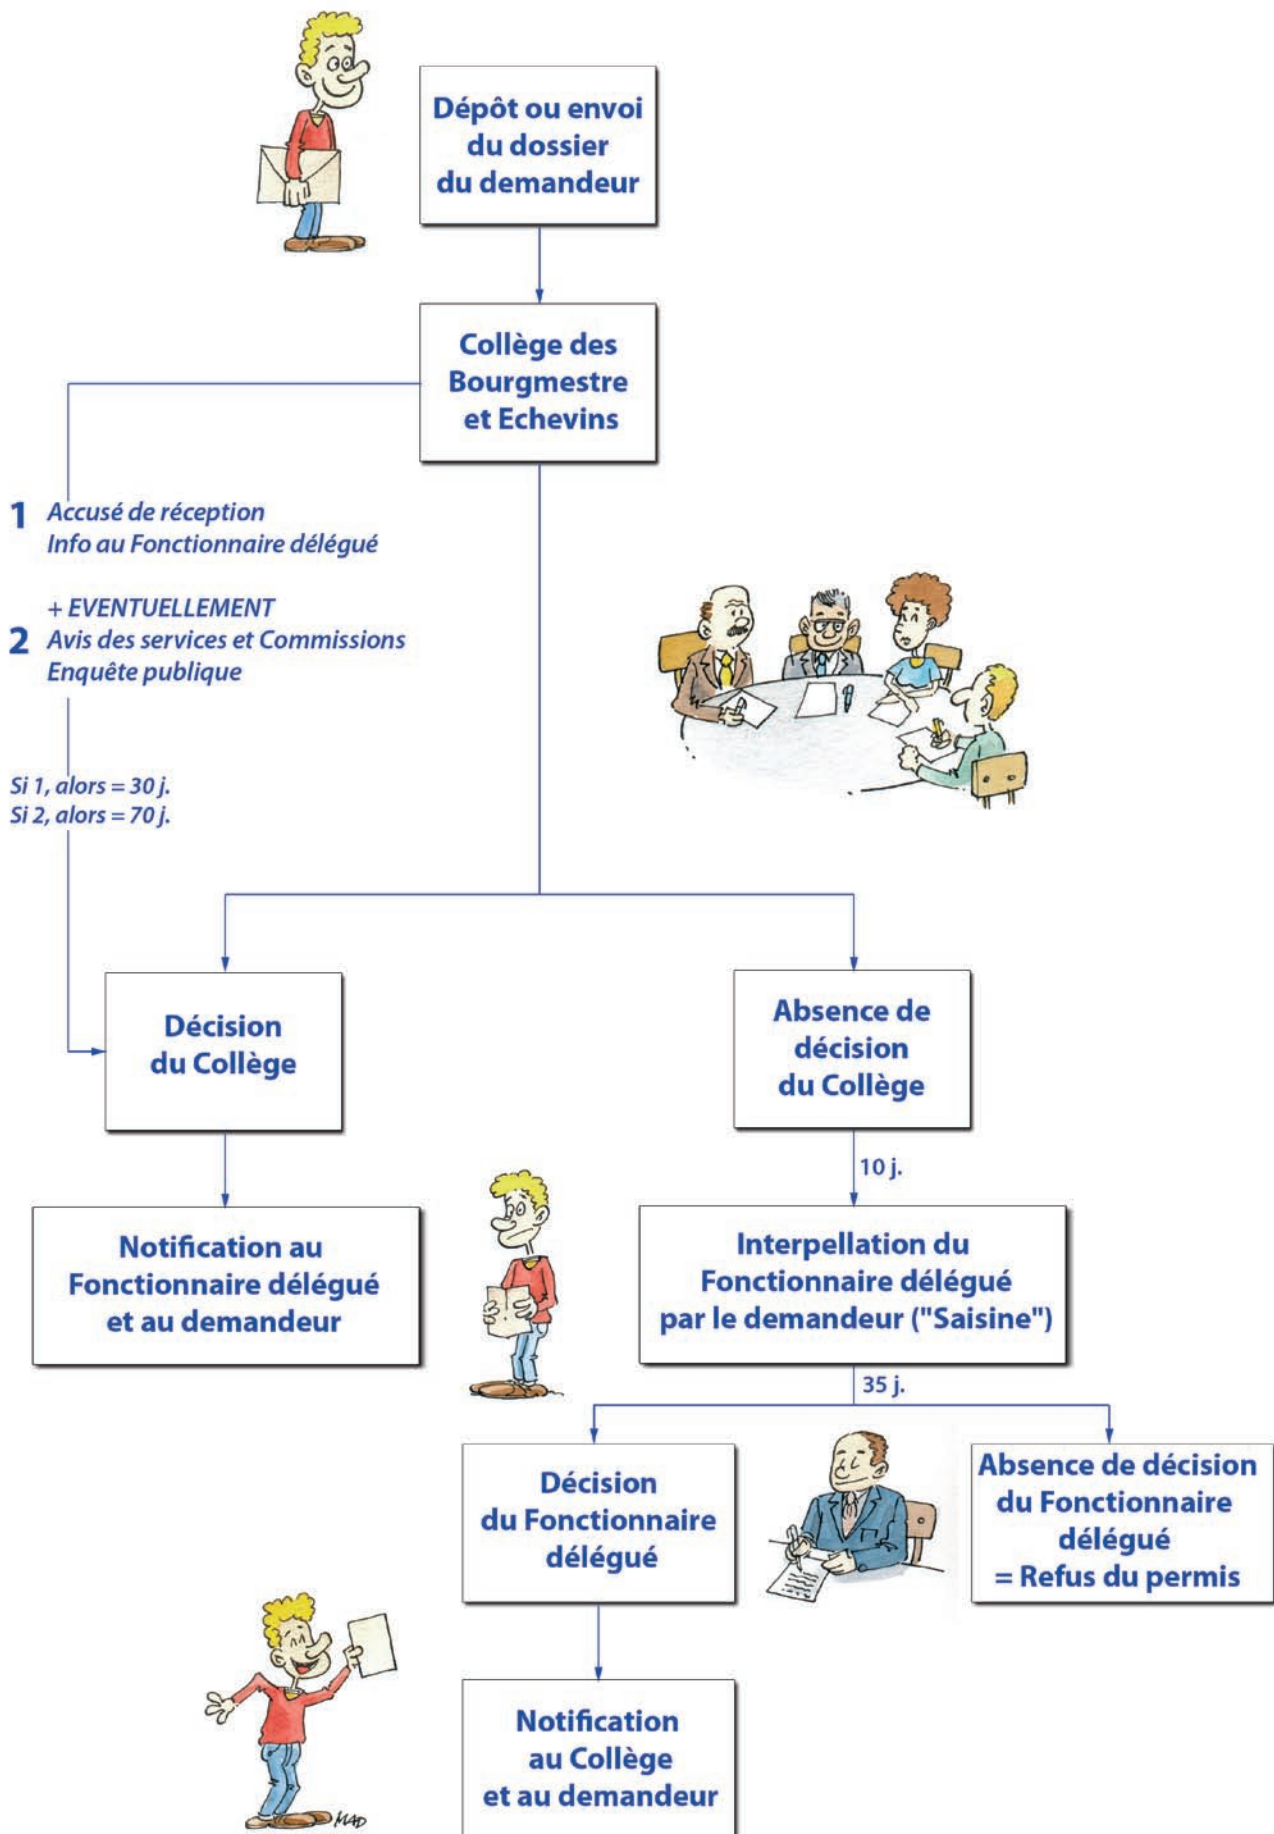 Dépôt ou envoi
du dossier
du demandeur
Collège des
Bourgmestre
et Echevins
1 Accusé de réception
Info au Fonctionnaire délégué
+ EVENTUELLEMENT
2 Avis des services et Commissions
Enquête publique
Si 1, alors = 30 j.
Si 2, alors = 70 j.
Décision
du Collège
Absence de
décision
du Collège
10 j.
Notification au
Fonctionnaire délégué
et au demandeur
Interpellation du
Fonctionnaire délégué
par le demandeur ("Saisine")
35 j.
Décision
du Fonctionnaire
délégué
Absence de décision
du Fonctionnaire
délégué
= Refus du permis
Notification
au Collège
et au demandeur
MAD